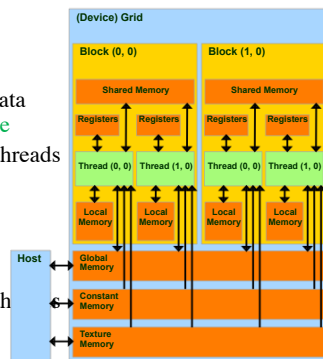 (Device) Grid
Block (0, 0)
Block (1, 0)
ata
e
hreads
Shared Memory
Shared Memory
Registers
Registers
Registers
Registers
Thread (0, 0)
Thread (1, 0)
Thread (0, 0)
Thread (1, 0)
Local
Memory
Local
Memory
Local
Memory
Local
Memory
Host
Global
Memory
h
s
Constant
Memory
Texture
Memory